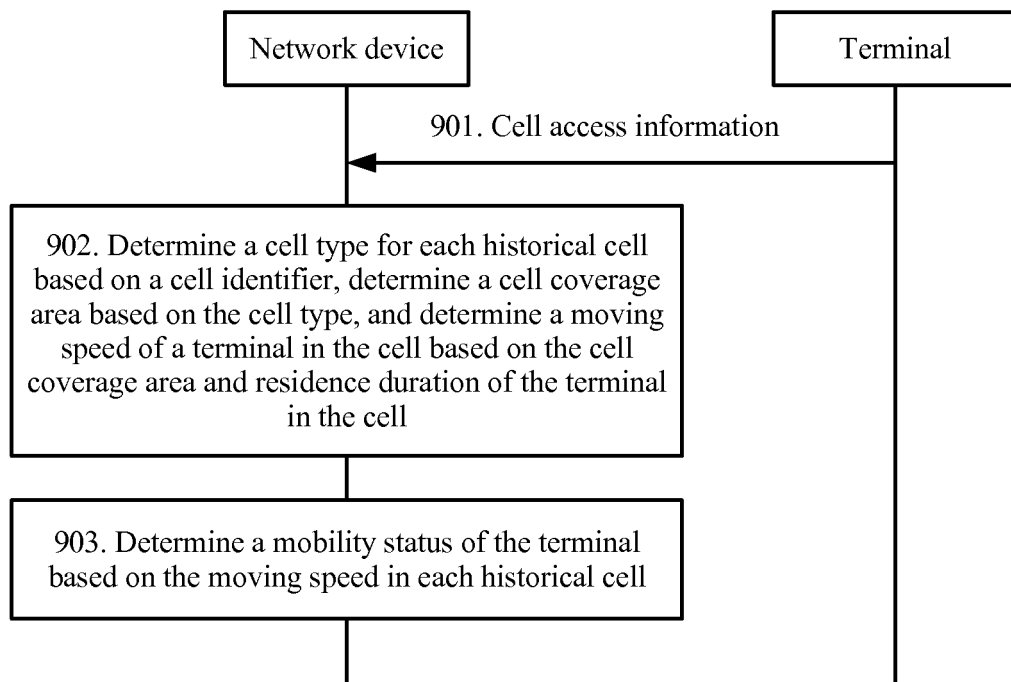 Network device
Terminal
901. Cell access information
902. Determine a cell type for each historical cell
based on a cell identifier, determine a cell coverage
area based on the cell type, and determine a moving
speed of a terminal in the cell based on the cell
coverage area and residence duration of the terminal
in the cell
903. Determine a mobility status of the terminal
based on the moving speed in each historical cell